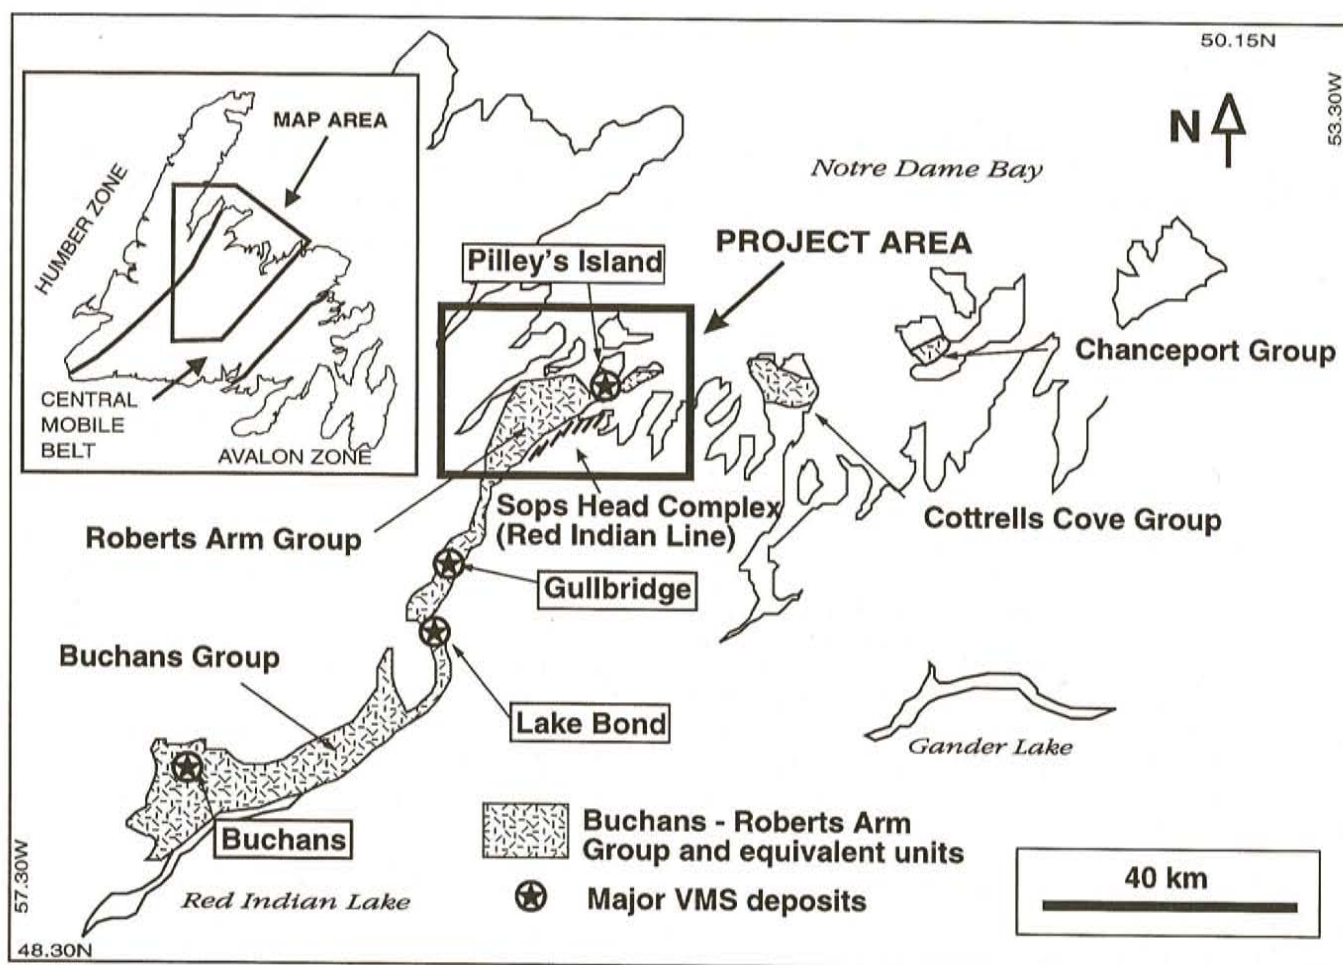 50.15N
53.30W
MAP AREA
HUMBER ZONE
CENTRAL
MOBILE
BELT
AVALON ZONE
N
Notre Dame Bay
PROJECT AREA
Pilley's Island
Chanceport Group
Sops Head Complex
(Red Indian Line)
Cottrells Cove Group
Roberts Arm Group
Gullbridge
Buchans Group
Lake Bond
Gander Lake
Buchans
Buchans - Roberts Arm
Group and equivalent units
Major VMS deposits
40 km
Red Indian Lake
57.30W
48.30N